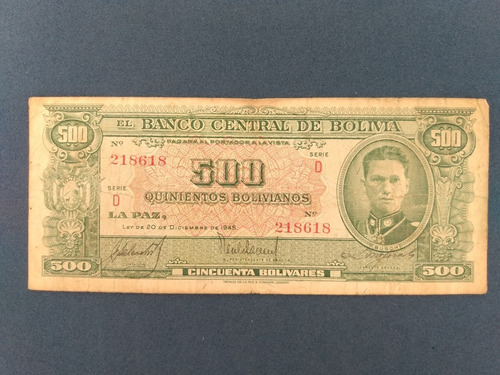 EL BANCO CENTRAL DE BOLIVIA
500
500
PAGARA AL PORTADOR A LA VISTA
Nº
218618
500
SERIE
D
SERIE
D
QUINIENTOS BOLIVIANOS
LA PAZ,
Nº
218618
LEY DE 20 DE DICIEMBRE DE 1945
BUSCH
500
CINCUENTA BOLIVARES
500